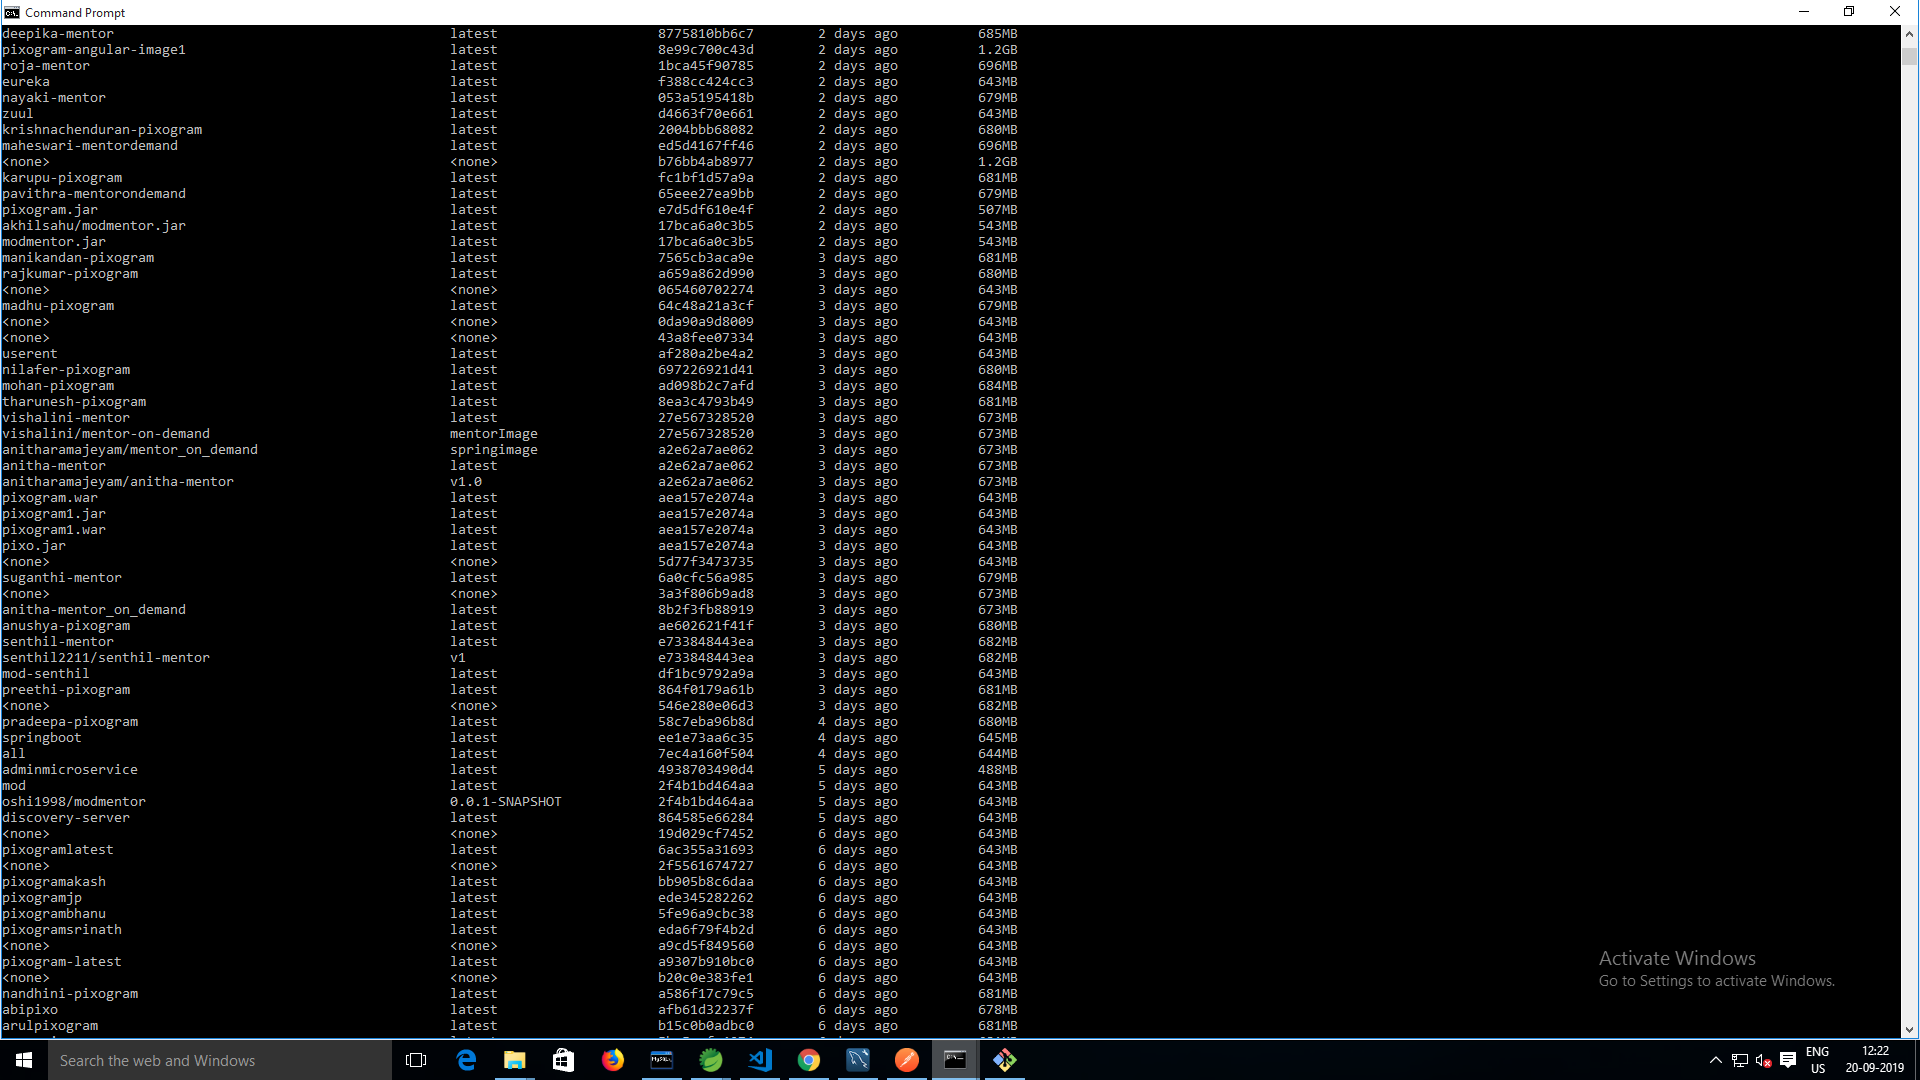 Command Prompt
deepika-mentor latest 8775810bb6c7 2 days ago 685MB
pixogram-angular-image1 latest 8e99c700c43d 2 days ago 1.2GB
roja-mentor latest 1bca45f90785 2 days ago 696MB
eureka latest f388cc424cc3 2 days ago 643MB
nayaki-mentor latest 053a5195418b 2 days ago 679MB
zuul latest d4663f70e661 2 days ago 643MB
krishnachenduran-pixogram latest 2004bbb68082 2 days ago 680MB
maheswari-mentordemand latest ed5d4167ff46 2 days ago 696MB
<none> <none> b76bb4ab8977 2 days ago 1.2GB
karupu-pixogram latest fc1bf1d57a9a 2 days ago 681MB
pavithra-mentorondemand latest 65eee27ea9bb 2 days ago 679MB
pixogram.jar latest e7d5df610e4f 2 days ago 507MB
akhilsahu/modmentor.jar latest 17bca6a0c3b5 2 days ago 543MB
modmentor.jar latest 17bca6a0c3b5 2 days ago 543MB
manikandan-pixogram latest 7565cb3aca9e 3 days ago 681MB
rajkumar-pixogram latest a659a862d990 3 days ago 680MB
<none> <none> 065460702274 3 days ago 643MB
madhu-pixogram latest 64c48a21a3cf 3 days ago 679MB
<none> <none> 0da90a9d8009 3 days ago 643MB
<none> <none> 43a8fee07334 3 days ago 643MB
userent latest af280a2be4a2 3 days ago 643MB
nilafer-pixogram latest 697226921d41 3 days ago 680MB
mohan-pixogram latest ad098b2c7afd 3 days ago 684MB
tharunesh-pixogram latest 8ea3c4793b49 3 days ago 681MB
vishalini-mentor latest 27e567328520 3 days ago 673MB
vishalini/mentor-on-demand mentorImage 27e567328520 3 days ago 673MB
anitharamajeyam/mentor_on_demand springimage a2e62a7ae062 3 days ago 673MB
anitha-mentor latest a2e62a7ae062 3 days ago 673MB
anitharamajeyam/anitha-mentor v1.0 a2e62a7ae062 3 days ago 673MB
pixogram.war latest aea157e2074a 3 days ago 643MB
pixogram1.jar latest aea157e2074a 3 days ago 643MB
pixogram1.war latest aea157e2074a 3 days ago 643MB
pixo.jar latest aea157e2074a 3 days ago 643MB
<none> <none> 5d77f3473735 3 days ago 643MB
suganthi-mentor latest 6a0cfc56a985 3 days ago 679MB
<none> <none> 3a3f806b9ad8 3 days ago 673MB
anitha-mentor_on_demand latest 8b2f3fb88919 3 days ago 673MB
anushya-pixogram latest ae602621f41f 3 days ago 680MB
senthil-mentor latest e733848443ea 3 days ago 682MB
senthil2211/senthil-mentor v1 e733848443ea 3 days ago 682MB
mod-senthil latest df1bc9792a9a 3 days ago 643MB
preethi-pixogram latest 864f0179a61b 3 days ago 681MB
<none> <none> 546e280e06d3 3 days ago 682MB
pradeepa-pixogram latest 58c7eba96b8d 4 days ago 680MB
springboot latest ee1e73aa6c35 4 days ago 645MB
all latest 7ec4a160f504 4 days ago 644MB
adminmicroservice latest 4938703490d4 5 days ago 488MB
mod latest 2f4b1bd464aa 5 days ago 643MB
oshi1998/modmentor 0.0.1-SNAPSHOT 2f4b1bd464aa 5 days ago 643MB
discovery-server latest 864585e66284 5 days ago 643MB
<none> <none> 19d029cf7452 6 days ago 643MB
pixogramlatest latest 6ac355a31693 6 days ago 643MB
<none> <none> 2f5561674727 6 days ago 643MB
pixogramakash latest bb905b8c6daa 6 days ago 643MB
pixogramjp latest ede345282262 6 days ago 643MB
pixogrambhanu latest 5fe96a9cbc38 6 days ago 643MB
pixogramsrinath latest eda6f79f4b2d 6 days ago 643MB
<none> <none> a9cd5f849560 6 days ago 643MB
pixogram-latest latest a9307b910bc0 6 days ago 643MB
<none> <none> b20c0e383fe1 6 days ago 643MB
nandhini-pixogram latest a586f17c79c5 6 days ago 681MB
abipixo latest afb61d32237f 6 days ago 678MB
arulpixogram latest b15c0b0adbc0 6 days ago 681MB
Activate Windows
Go to Settings to activate Windows.
Search the web and Windows
ENG
US
12:22
20-09-2019